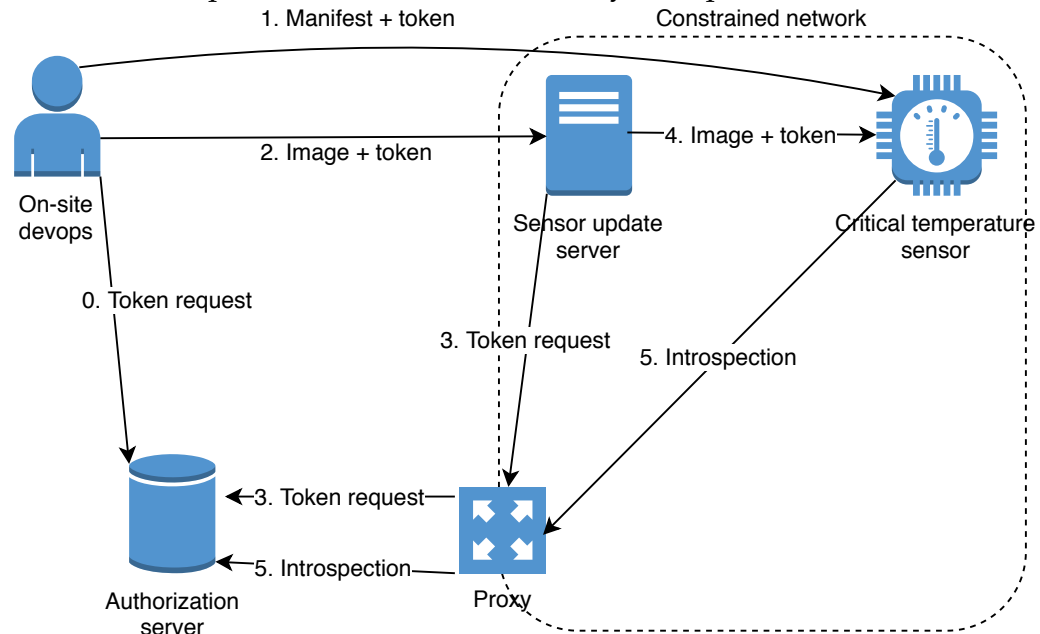 1. Manifest + token
Constrained network
2. Image + token
4. Image + token
On-site
devops
Sensor update
server
Critical temperature
sensor
0. Token request
3. Token request
5. Introspection
3. Token request
5. Introspection
Authorization
server
Proxy